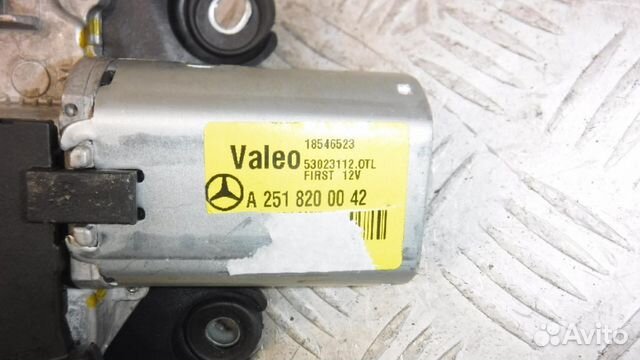 Valeo
18546523
53023112.OTL
FIRST 12V
A 251 820 00 42
Avito